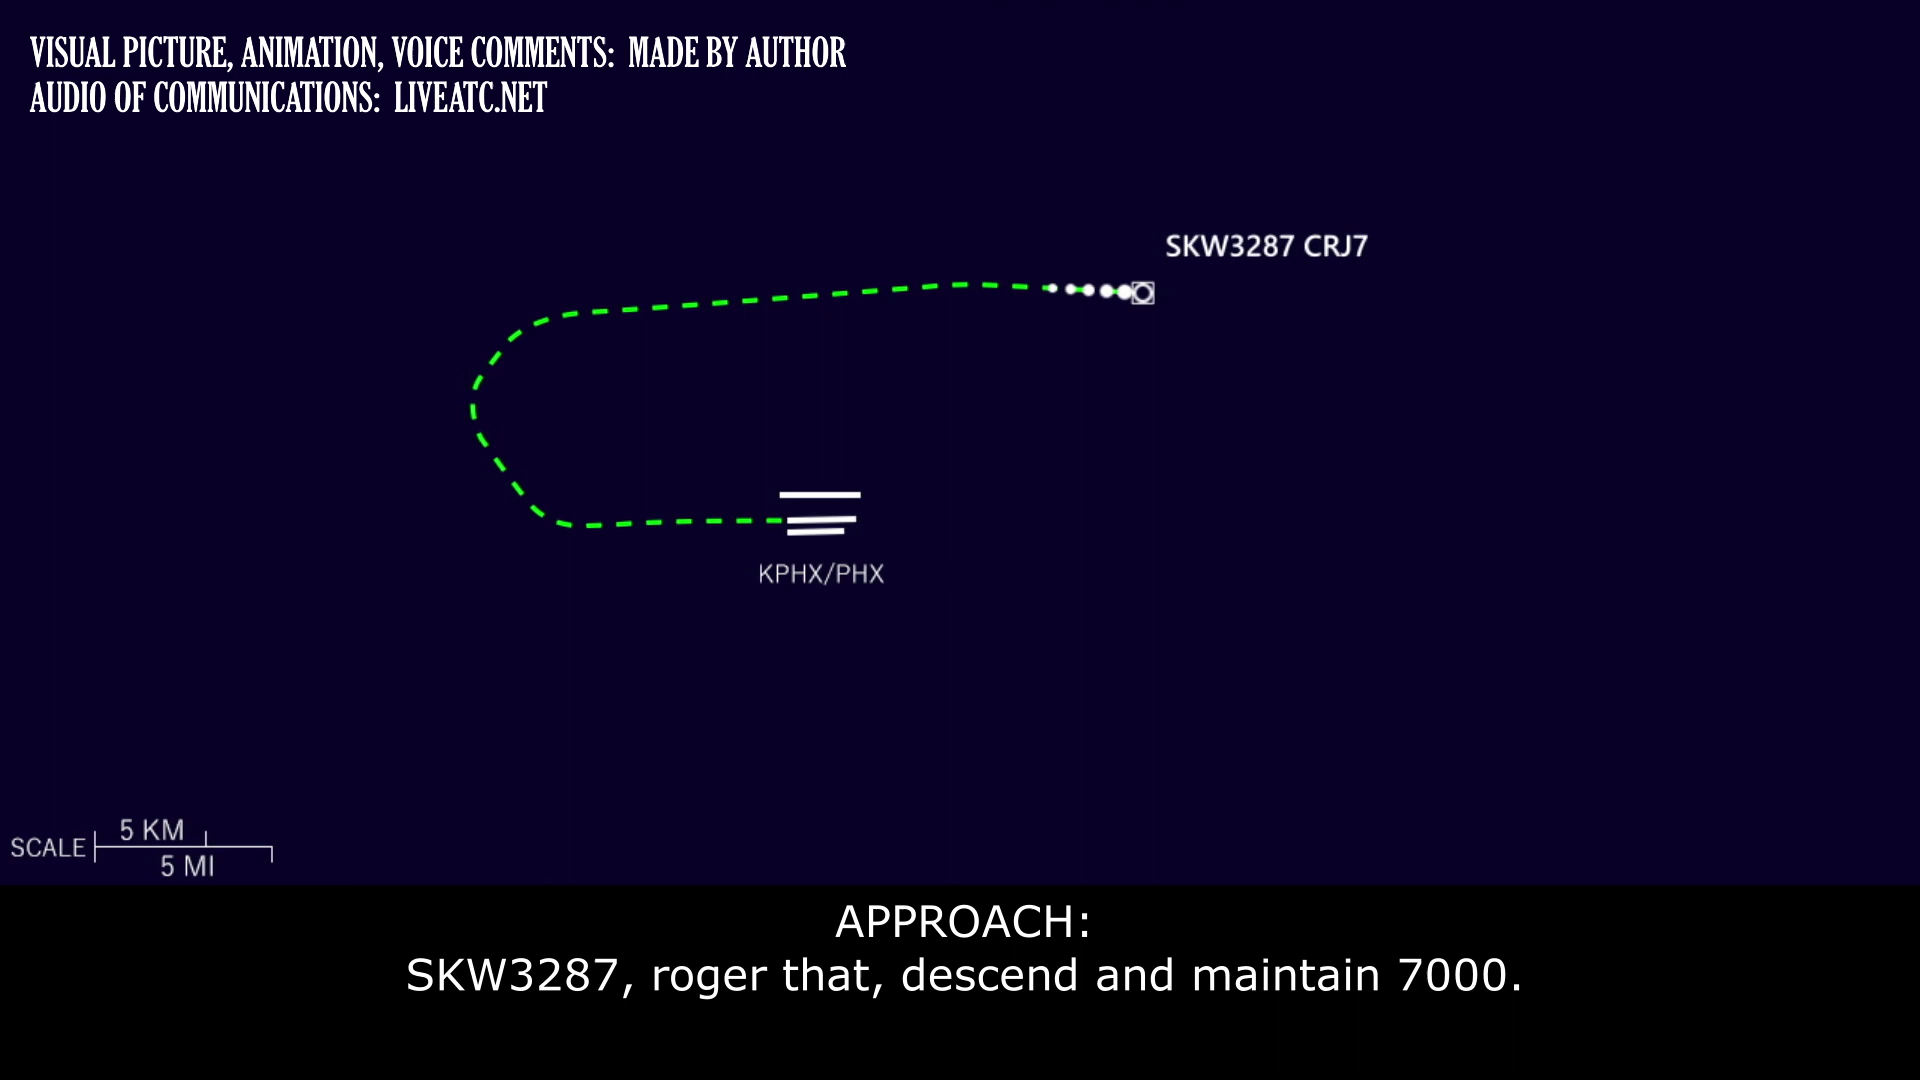 VISUAL PICTURE, ANIMATION, VOICE COMMENTS: MADE BY AUTHOR
AUDIO OF COMMUNICATIONS: LIVEATC.NET
SKW3287 CRJ7
KPHX/PHX
5 KM
SCALE
5 MI
APPROACH:
SKW3287, roger that, descend and maintain 7000.